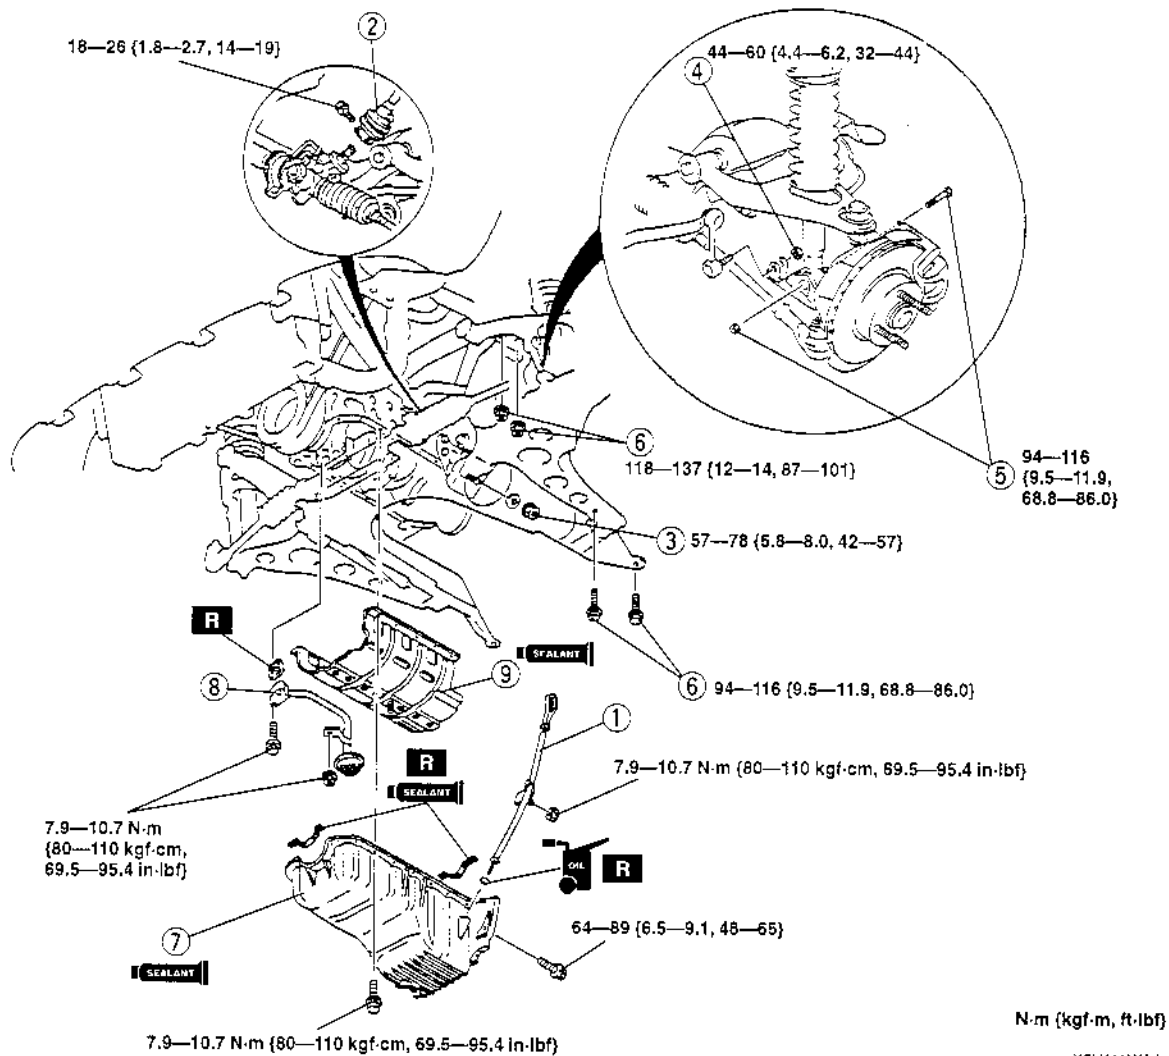 2
18—26 {1.8—2.7, 14—19}
44—60 {4.4—6.2, 32—44}
4
6
118—137 {12—14, 87—101}
5
94—116
{9.5—11.9,
68.8—86.0}
3 57—78 {5.8—8.0, 42—57}
R
SEALANT
9
8
6 94—116 {9.5—11.9, 68.8—86.0}
1
R
SEALANT
7.9—10.7 N·m {80—110 kgf·cm, 69.5—95.4 in·lbf}
7.9—10.7 N·m
{80—110 kgf·cm,
69.5—95.4 in·lbf}
OIL
R
7
64—89 {6.5—9.1, 48—65}
SEALANT
N·m {kgf·m, ft·lbf}
7.9—10.7 N·m {80—110 kgf·cm, 69.5—95.4 in·lbf}